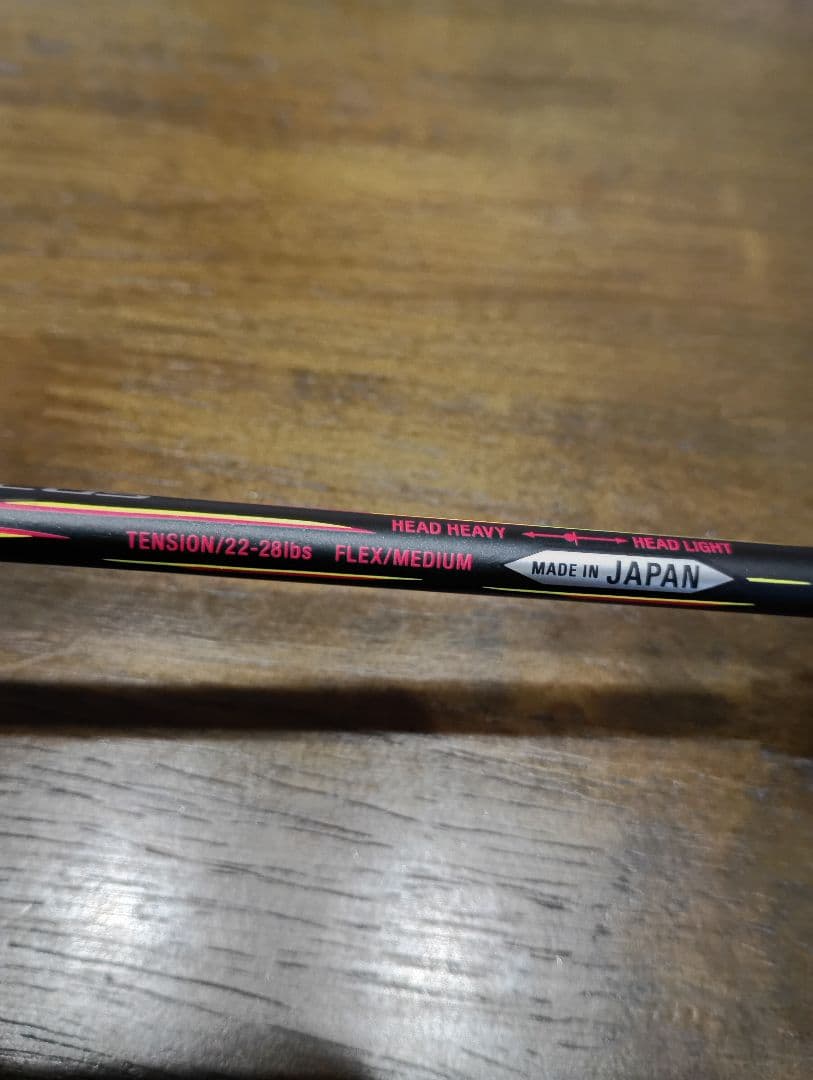 HEAD HEAVY HEAD LIGHT
TENSION/22-28lbs FLEX/MEDIUM MADE IN JAPAN